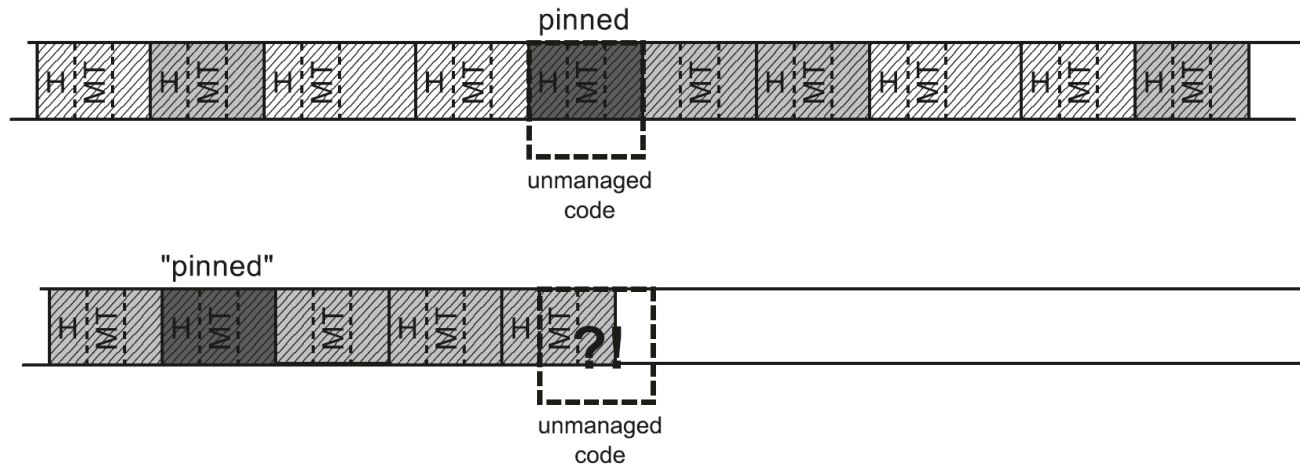 pinned
H MT H MT H MT H MT H MT MT H MT H MT H MT H MT
unmanaged
code
"pinned"
H MT H MT MT H MT H MT ?!
unmanaged
code